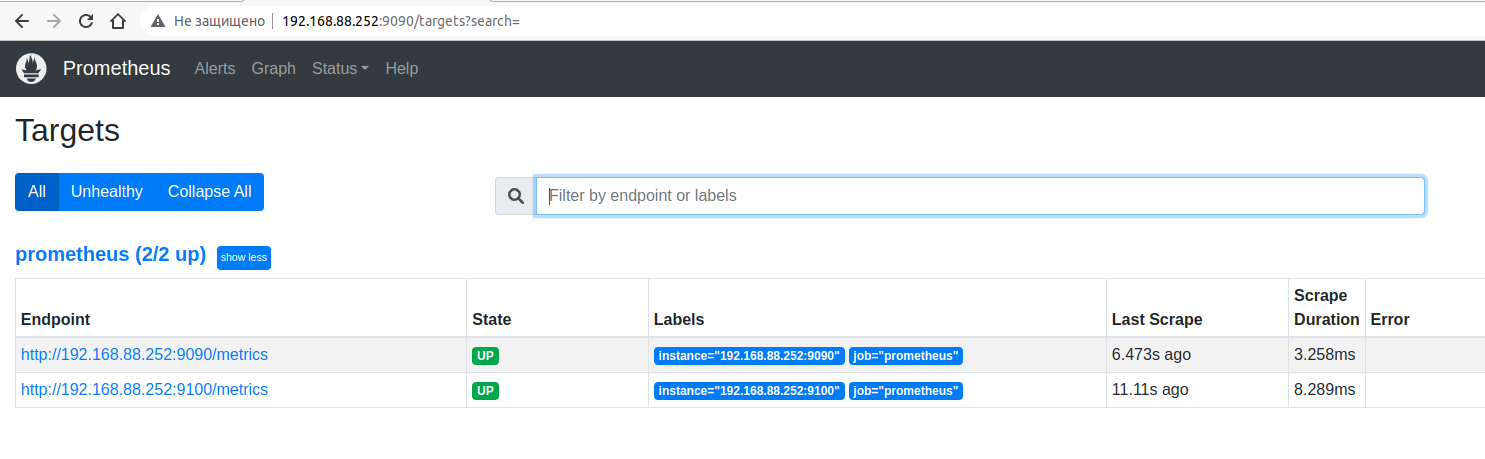 Не защищено 192.168.88.252:9090/targets?search=
Prometheus Alerts Graph Status Help
Targets
All Unhealthy Collapse All Filter by endpoint or labels
prometheus (2/2 up) show less
Endpoint State Labels Last Scrape Scrape Duration Error
http://192.168.88.252:9090/metrics UP instance="192.168.88.252:9090" job="prometheus" 6.473s ago 3.258ms
http://192.168.88.252:9100/metrics UP instance="192.168.88.252:9100" job="prometheus" 11.11s ago 8.289ms